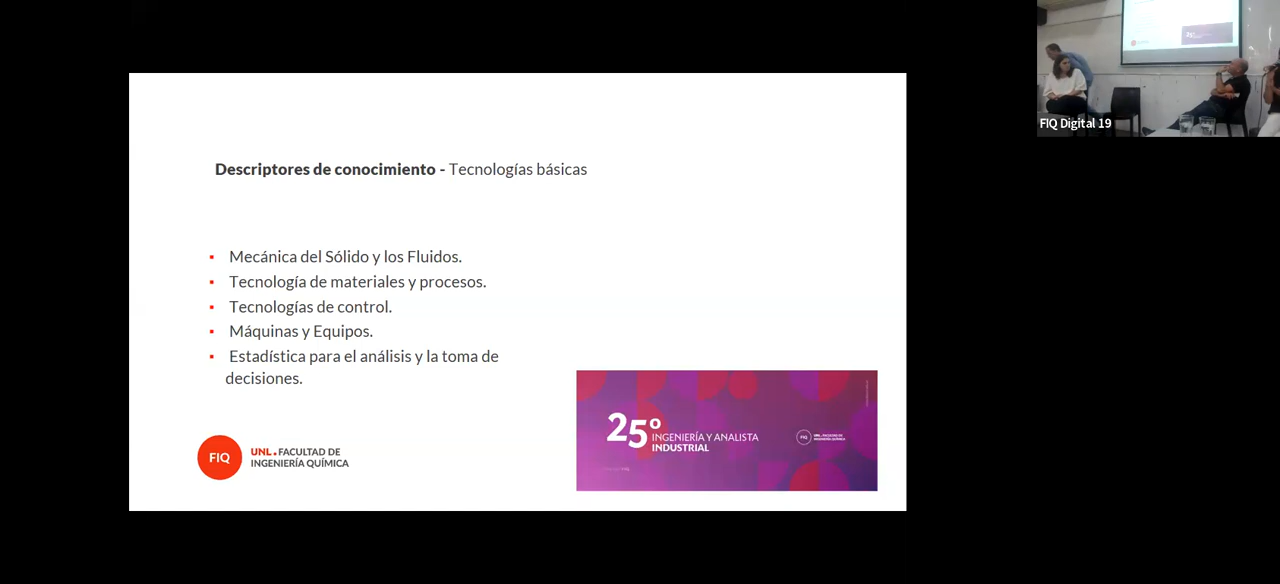 FIQ Digital 19
Descriptores de conocimiento - Tecnologías básicas
Mecánica del Sólido y los Fluidos.
Tecnología de materiales y procesos.
Tecnologías de control.
Máquinas y Equipos.
Estadística para el análisis y la toma de
decisiones.
FIQ
UNL. FACULTAD DE
INGENIERÍA QUÍMICA
25º
INGENIERÍA Y ANALISTA
INDUSTRIAL
FIQ